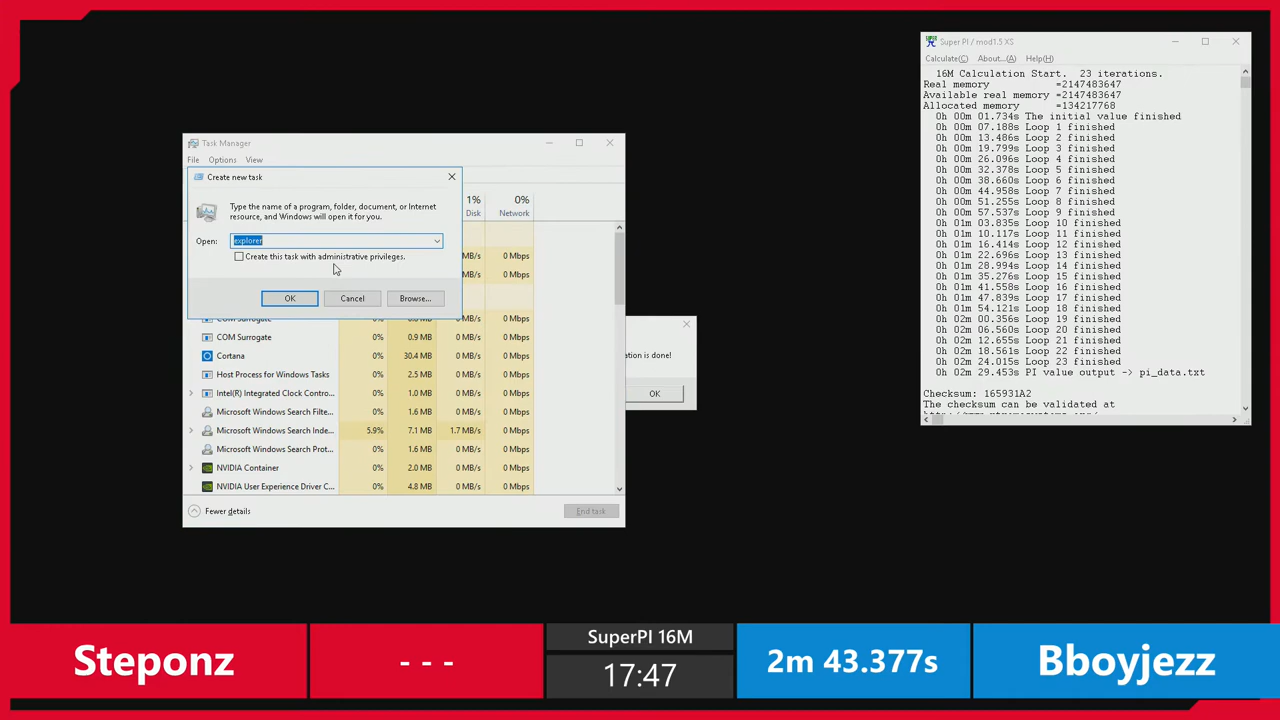 Super PI / mod1.5 XS
Calculate(C) About...(A) Help(H)
16M Calculation Start. 23 iterations.
Real memory =2147483647
Available real memory =2147483647
Allocated memory =134217768
0h 00m 01.734s The initial value finished
0h 00m 07.188s Loop 1 finished
0h 00m 13.486s Loop 2 finished
0h 00m 19.799s Loop 3 finished
0h 00m 26.096s Loop 4 finished
0h 00m 32.378s Loop 5 finished
0h 00m 38.660s Loop 6 finished
0h 00m 44.958s Loop 7 finished
0h 00m 51.255s Loop 8 finished
0h 00m 57.537s Loop 9 finished
0h 01m 03.835s Loop 10 finished
0h 01m 10.117s Loop 11 finished
0h 01m 16.414s Loop 12 finished
0h 01m 22.696s Loop 13 finished
0h 01m 28.994s Loop 14 finished
0h 01m 35.276s Loop 15 finished
0h 01m 41.558s Loop 16 finished
0h 01m 47.839s Loop 17 finished
0h 01m 54.121s Loop 18 finished
0h 02m 00.356s Loop 19 finished
0h 02m 06.560s Loop 20 finished
0h 02m 12.655s Loop 21 finished
0h 02m 18.561s Loop 22 finished
0h 02m 24.015s Loop 23 finished
0h 02m 29.453s PI value output -> pi_data.txt
Checksum: 165931A2
The checksum can be validated at
Task Manager
File Options View
Create new task
Type the name of a program, folder, document, or Internet
resource, and Windows will open it for you.
Open: explorer
Create this task with administrative privileges.
OK Cancel Browse...
1% 0%
Disk Network
MB/s 0 Mbps
MB/s 0 Mbps
COM Surrogate 0% MB/s 0 Mbps
COM Surrogate 0% 0.9 MB 0 MB/s 0 Mbps
Cortana 0% 30.4 MB 0 MB/s 0 Mbps
Host Process for Windows Tasks 0% 2.5 MB 0 MB/s 0 Mbps
Intel(R) Integrated Clock Contro... 0% 1.0 MB 0 MB/s 0 Mbps
Microsoft Windows Search Filte... 0% 1.6 MB 0 MB/s 0 Mbps
Microsoft Windows Search Inde... 5.9% 7.1 MB 1.7 MB/s 0 Mbps
Microsoft Windows Search Prot... 0% 1.6 MB 0 MB/s 0 Mbps
NVIDIA Container 0% 2.0 MB 0 MB/s 0 Mbps
NVIDIA User Experience Driver C... 0% 4.8 MB 0 MB/s 0 Mbps
Fewer details End task
ation is done!
OK
Steponz
- - -
SuperPI 16M
17:47
2m 43.377s
Bboyjezz